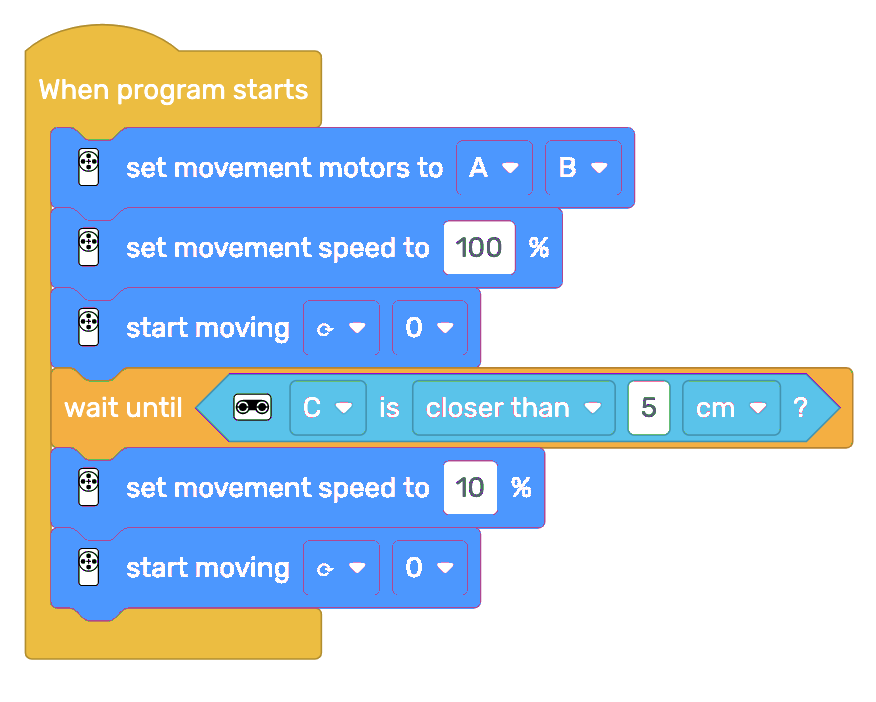 When program starts
set movement motors to A B
set movement speed to 100 %
start moving ⟳ 0
wait until C is closer than 5 cm ?
set movement speed to 10 %
start moving ⟳ 0